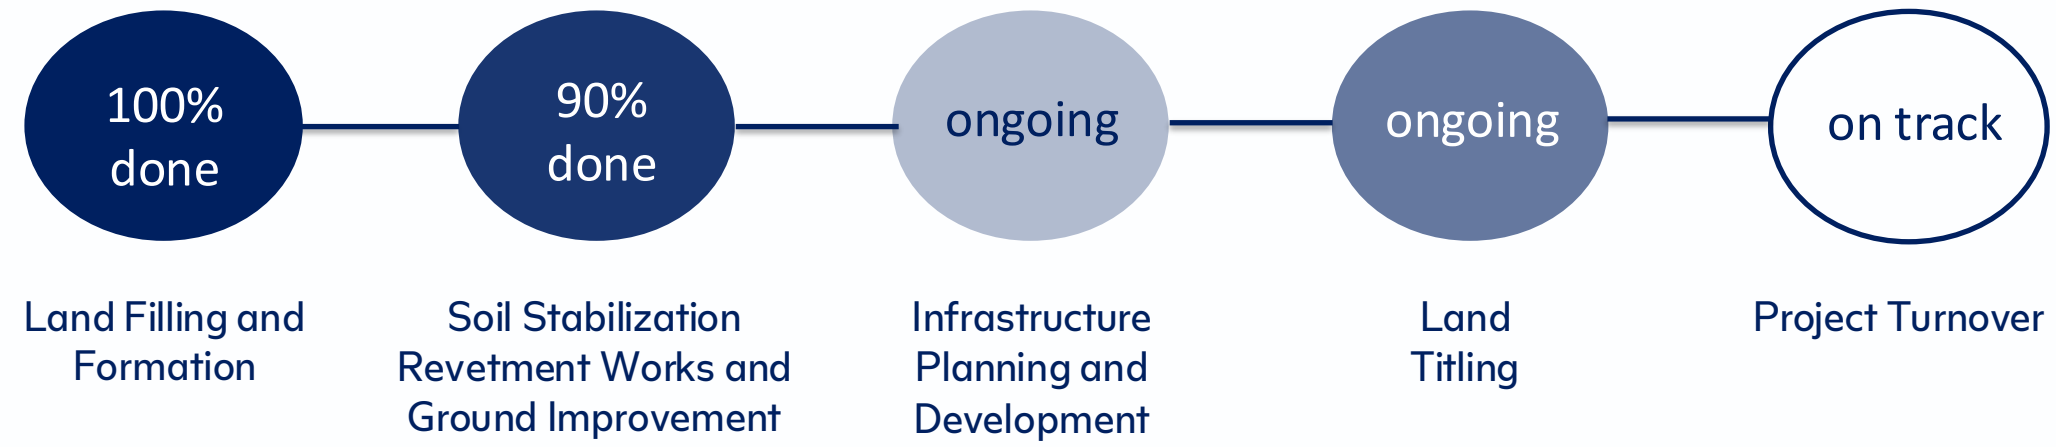 100%
done
90%
done
ongoing
ongoing
on track
Land Filling and
Formation
Soil Stabilization
Revetment Works and
Ground Improvement
Infrastructure
Planning and
Development
Land
Titling
Project Turnover